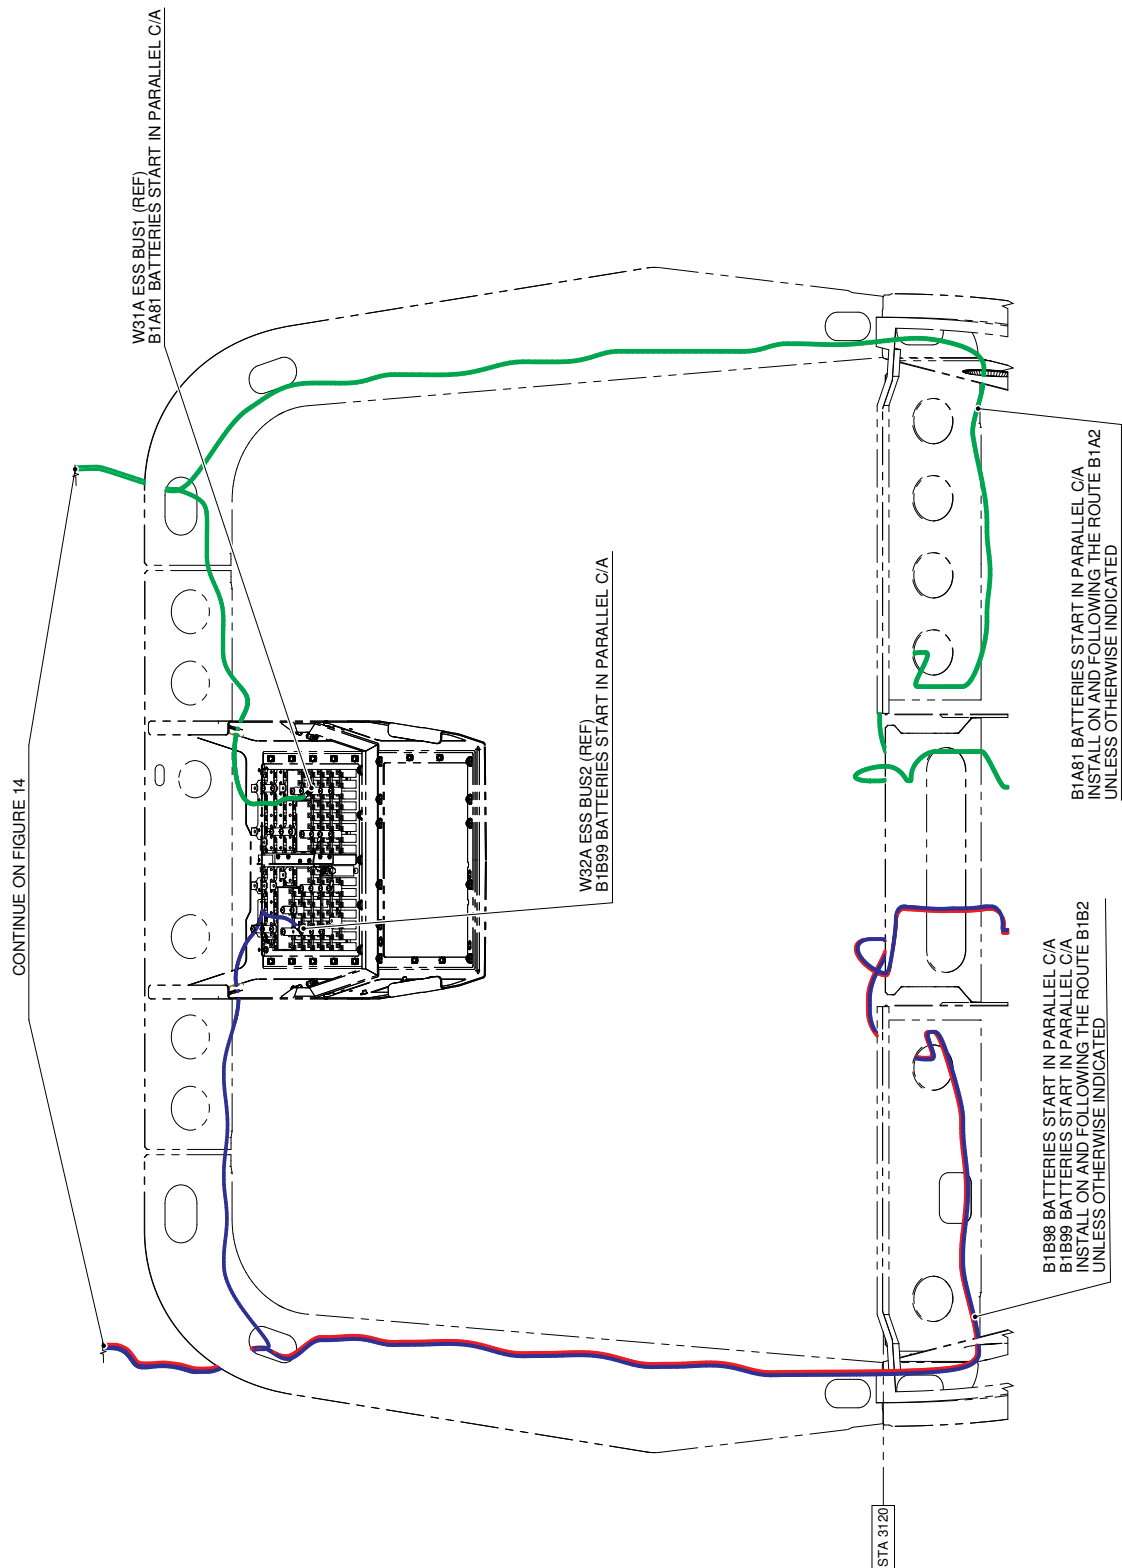 CONTINUE ON FIGURE 14
W31A ESS BUS1 (REF)
B1A81 BATTERIES START IN PARALLEL C/A
W32A ESS BUS2 (REF)
B1B99 BATTERIES START IN PARALLEL C/A
B1A81 BATTERIES START IN PARALLEL C/A
INSTALL ON AND FOLLOWING THE ROUTE B1A2
UNLESS OTHERWISE INDICATED
B1B98 BATTERIES START IN PARALLEL C/A
B1B99 BATTERIES START IN PARALLEL C/A
INSTALL ON AND FOLLOWING THE ROUTE B1B2
UNLESS OTHERWISE INDICATED
STA 3120